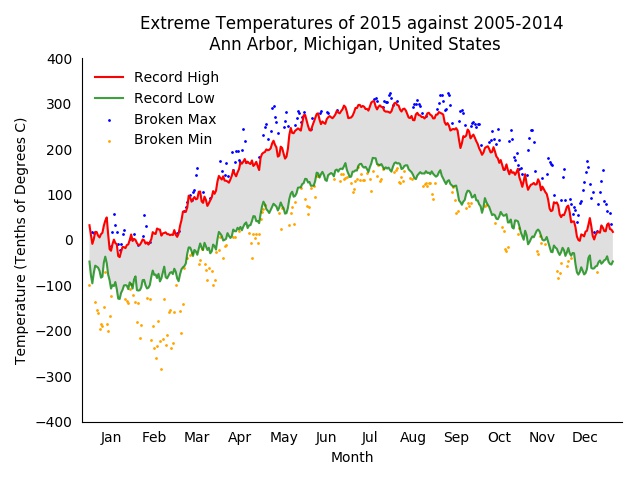 Extreme Temperatures of 2015 against 2005-2014
Ann Arbor, Michigan, United States
Temperature (Tenths of Degrees C)
400
300
200
100
0
−100
−200
−300
−400
Record High
Record Low
Broken Max
Broken Min
Jan Feb Mar Apr May Jun Jul Aug Sep Oct Nov Dec
Month